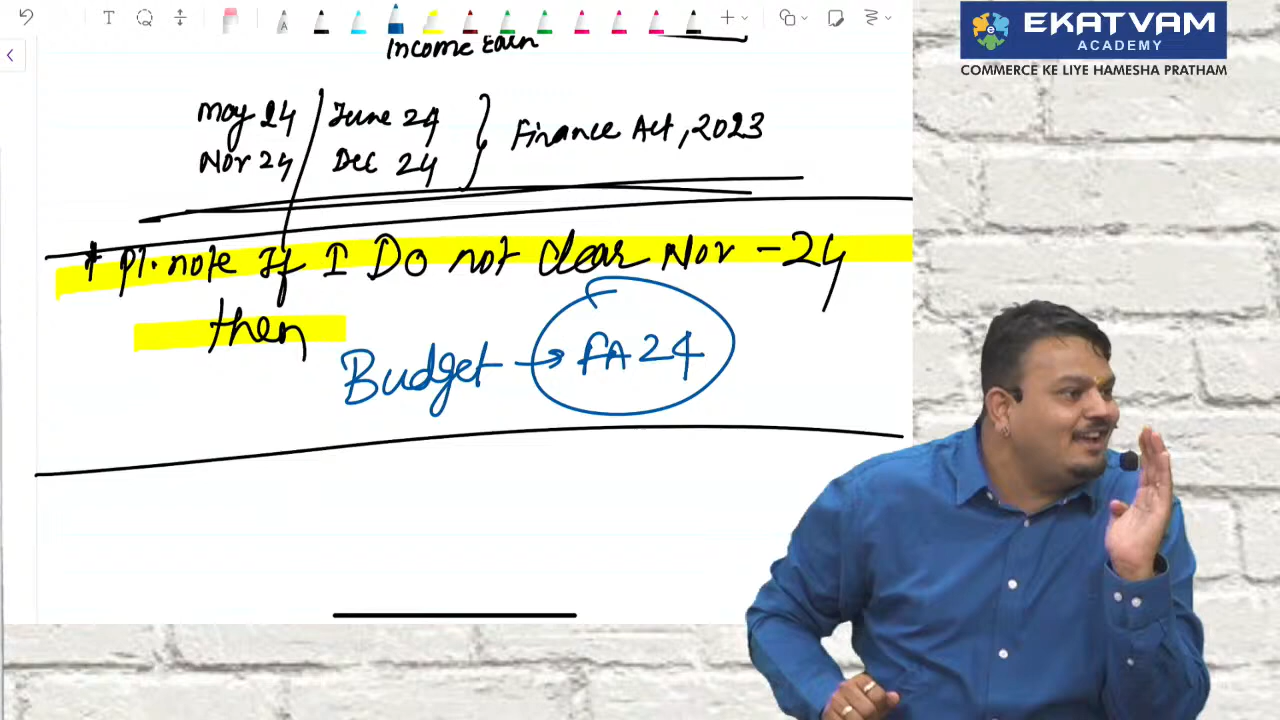 EKATVAM
ACADEMY
COMMERCE KE LIYE HAMESHA PRATHAM
Income Earn
May 24 June 24 Finance Act, 2023
Nov 24 Dec 24
* Pl. note If I Do not clear Nov - 24
then
Budget → FA 24